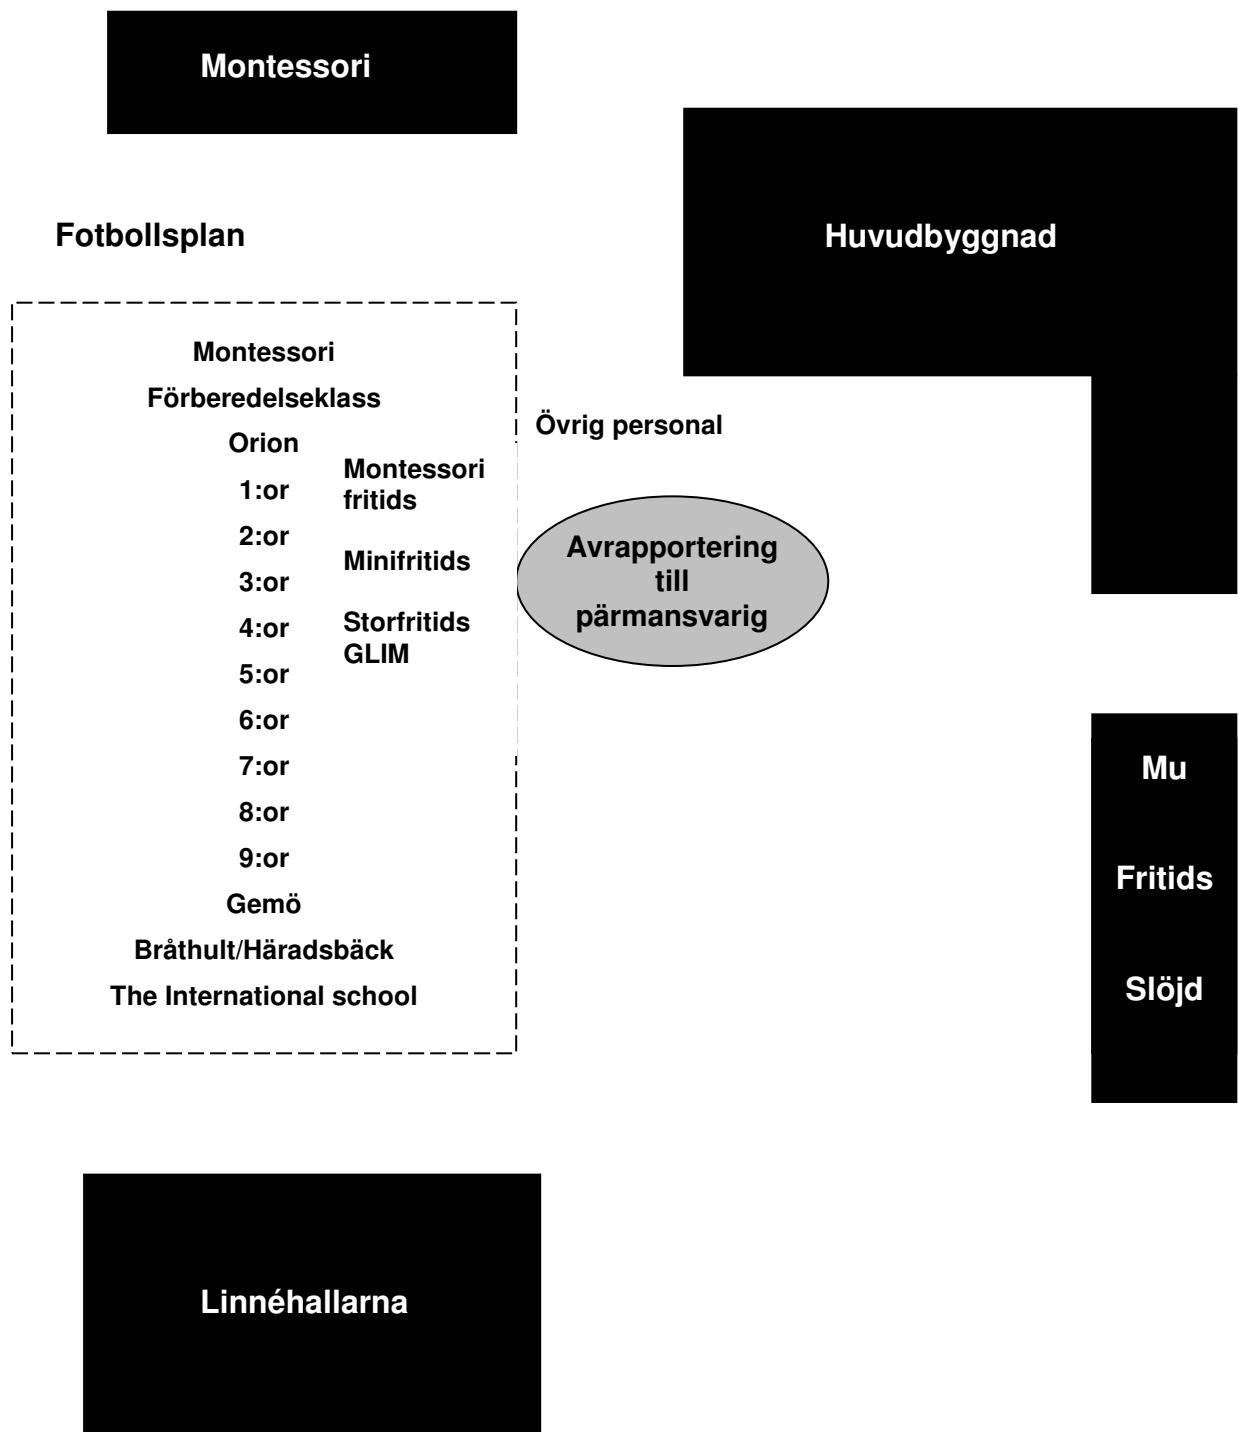 Montessori
Huvudbyggnad
Fotbollsplan
Montessori
Förberedelseklass
Orion
1:or
2:or
3:or
4:or
5:or
6:or
7:or
8:or
9:or
Gemö
Bråthult/Häradsbäck
The International school
Montessori
fritids
Minifritids
Storfritids
GLIM
Övrig personal
Avrapportering
till
pärmansvarig
Mu
Fritids
Slöjd
Linnéhallarna